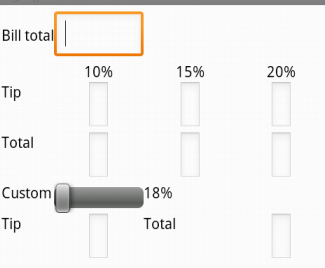 Bill total
10% 15% 20%
Tip
Total
Custom 18%
Tip Total